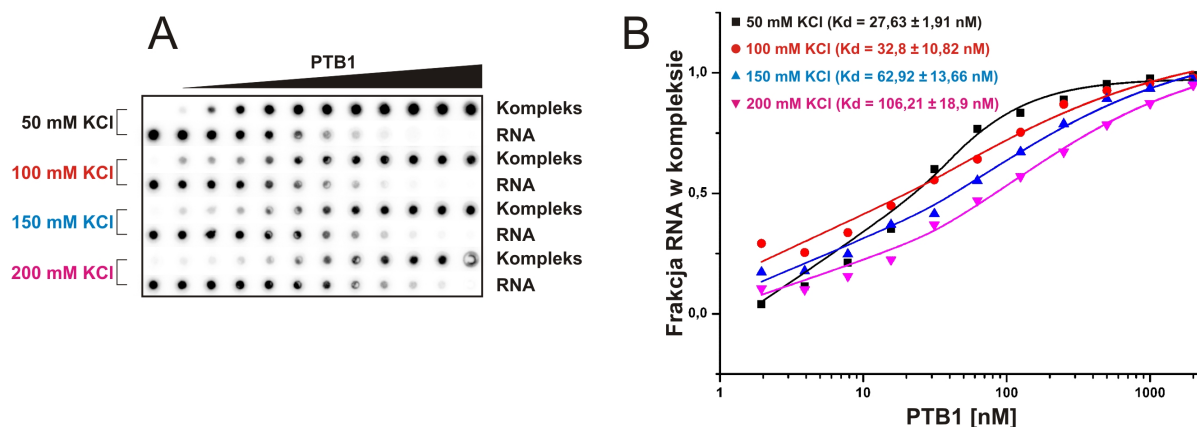 A
PTB1
50 mM KCl
Kompleks
RNA
100 mM KCl
Kompleks
RNA
150 mM KCl
Kompleks
RNA
200 mM KCl
Kompleks
RNA
B
50 mM KCl (Kd = 27,63 ± 1,91 nM)
100 mM KCl (Kd = 32,8 ± 10,82 nM)
150 mM KCl (Kd = 62,92 ± 13,66 nM)
200 mM KCl (Kd = 106,21 ± 18,9 nM)
Frakcja RNA w kompleksie
1,0
0,5
0,0
1
10
100
1000
PTB1 [nM]